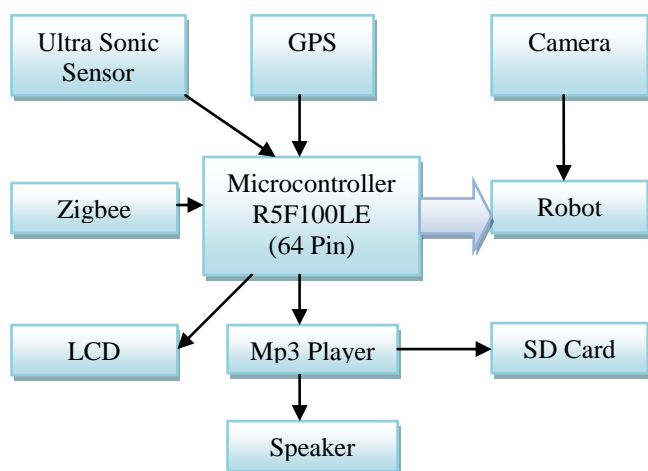 Ultra Sonic
Sensor
GPS
Camera
Zigbee
Microcontroller
R5F100LE
(64 Pin)
Robot
LCD
Mp3 Player
SD Card
Speaker